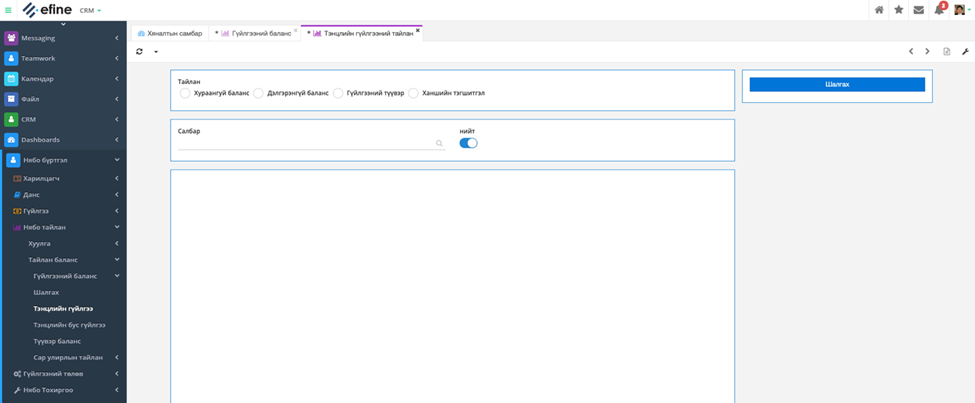 efine CRM
3
Messaging
Teamwork
Календар
Файл
CRM
Dashboards
Нябо бүртгэл
Харилцагч
Данс
Гүйлгээ
Нябо тайлан
Хуулга
Тайлан баланс
Гүйлгээний баланс
Шалгах
Тэнцлийн гүйлгээ
Тэнцлийн бус гүйлгээ
Түүвэр баланс
Сар улирлын тайлан
Гүйлгээний төлөв
Нябо Тохиргоо
Хяналтын самбар * Гүйлгээний баланс * Тэнцлийн гүйлгээний тайлан
Тайлан
Хураангуй баланс Дэлгэрэнгүй баланс Гүйлгээний түүвэр Ханшийн тэгшитгэл
Салбар нийт
Шалгах